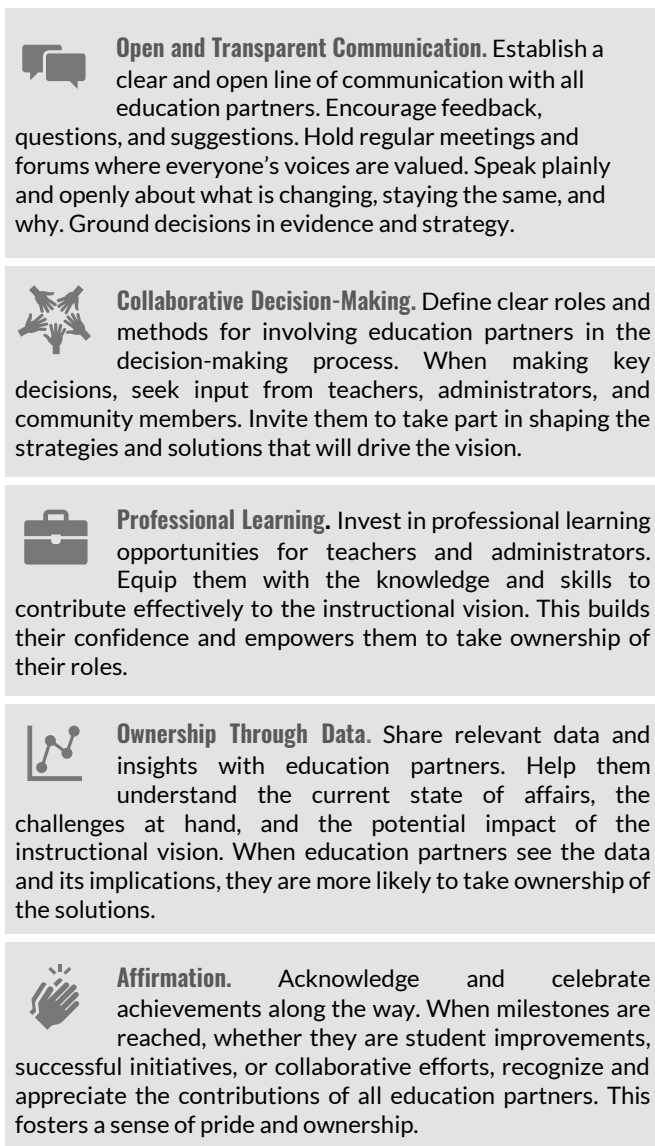 Open and Transparent Communication. Establish a
clear and open line of communication with all
education partners. Encourage feedback,
questions, and suggestions. Hold regular meetings and
forums where everyone’s voices are valued. Speak plainly
and openly about what is changing, staying the same, and
why. Ground decisions in evidence and strategy.
Collaborative Decision-Making. Define clear roles and
methods for involving education partners in the
decision-making process. When making key
decisions, seek input from teachers, administrators, and
community members. Invite them to take part in shaping the
strategies and solutions that will drive the vision.
Professional Learning. Invest in professional learning
opportunities for teachers and administrators.
Equip them with the knowledge and skills to
contribute effectively to the instructional vision. This builds
their confidence and empowers them to take ownership of
their roles.
Ownership Through Data. Share relevant data and
insights with education partners. Help them
understand the current state of affairs, the
challenges at hand, and the potential impact of the
instructional vision. When education partners see the data
and its implications, they are more likely to take ownership of
the solutions.
Affirmation. Acknowledge and celebrate
achievements along the way. When milestones are
reached, whether they are student improvements,
successful initiatives, or collaborative efforts, recognize and
appreciate the contributions of all education partners. This
fosters a sense of pride and ownership.